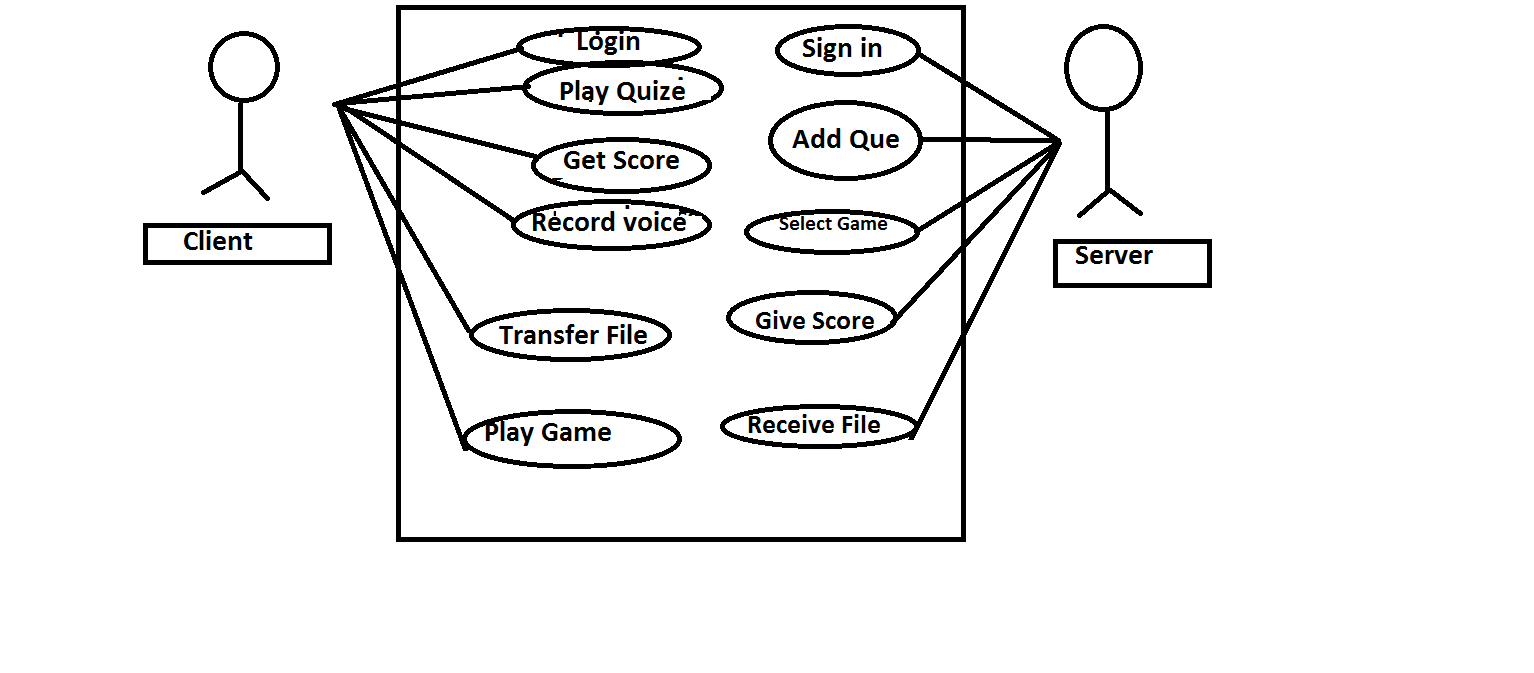 Login
Play Quize
Get Score
Record voice
Transfer File
Play Game
Sign in
Add Que
Select Game
Give Score
Receive File
Client
Server